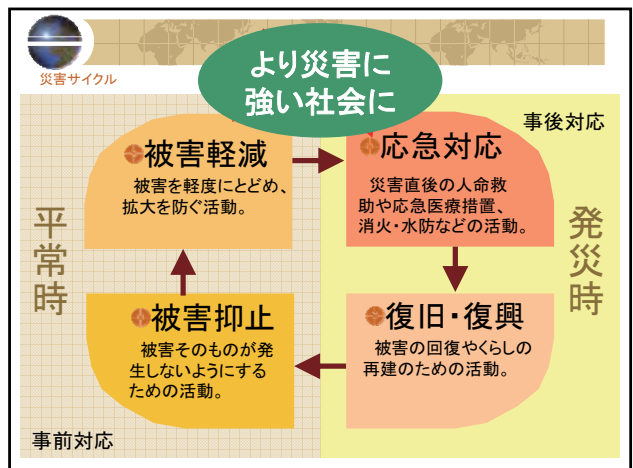 災害サイクル
より災害に
強い社会に
事後対応
被害軽減
被害を軽度にとどめ、
拡大を防ぐ活動。
応急対応
災害直後の人命救
助や応急医療措置、
消火・水防などの活動。
平常時
発災時
被害抑止
被害そのものが発
生しないようにする
ための活動。
復旧・復興
被害の回復やくらしの
再建のための活動。
事前対応